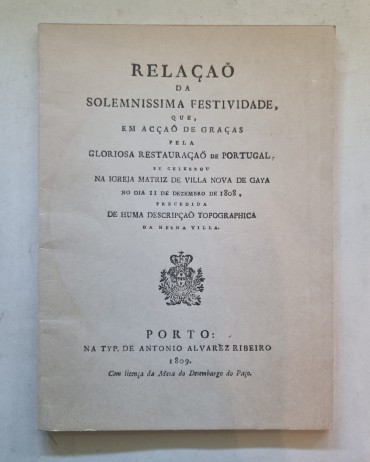 RELAÇAÕ
DA
SOLEMNISSIMA FESTIVIDADE,
QUE,
EM ACÇAÕ DE GRAÇAS
PELA
GLORIOSA RESTAURAÇAÕ DE PORTUGAL,
SE CELEBROU
NA IGREJA MATRIZ DE VILLA NOVA DE GAYA
NO DIA 11 DE DEZEMBRO DE 1808,
PRECEDIDA
DE HUMA DESCRIPÇAÕ TOPOGRAPHICA
DA MESMA VILLA.
PORTO:
NA TYP. DE ANTONIO ALVAREZ RIBEIRO
1809.
Com licença da Meza do Desembargo do Paço.